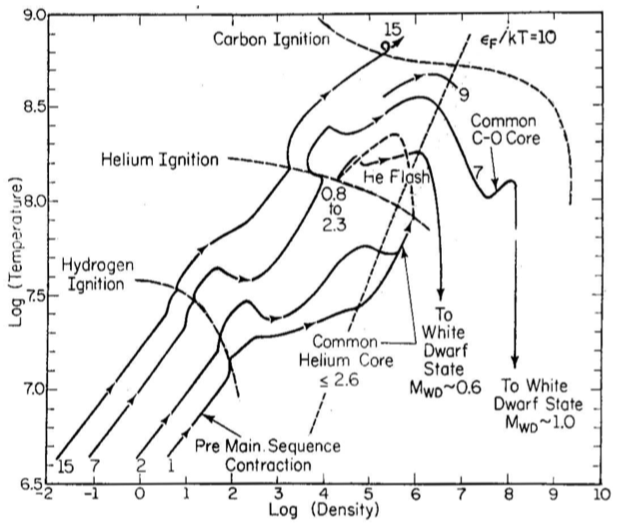 9.0
8.5
8.0
7.5
7.0
6.5
Log (Temperature)
-2
-1
0
1
2
3
4
5
6
7
8
9
10
Log (Density)
Carbon Ignition
15
ϵF/kT=10
9
Common
C-O Core
7
Helium Ignition
He Flash
0.8
to
2.3
Hydrogen
Ignition
Common
Helium Core
≤ 2.6
To
White
Dwarf
State
MWD~0.6
To White
Dwarf State
MWD~1.0
Pre Main Sequence
Contraction
15
7
2
1